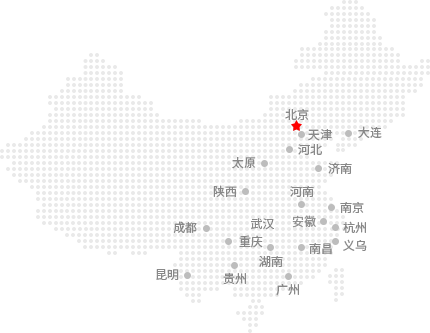 北京
天津
大连
河北
太原
济南
陕西
河南
南京
成都
武汉
安徽
杭州
重庆
义乌
南昌
湖南
昆明
贵州
广州